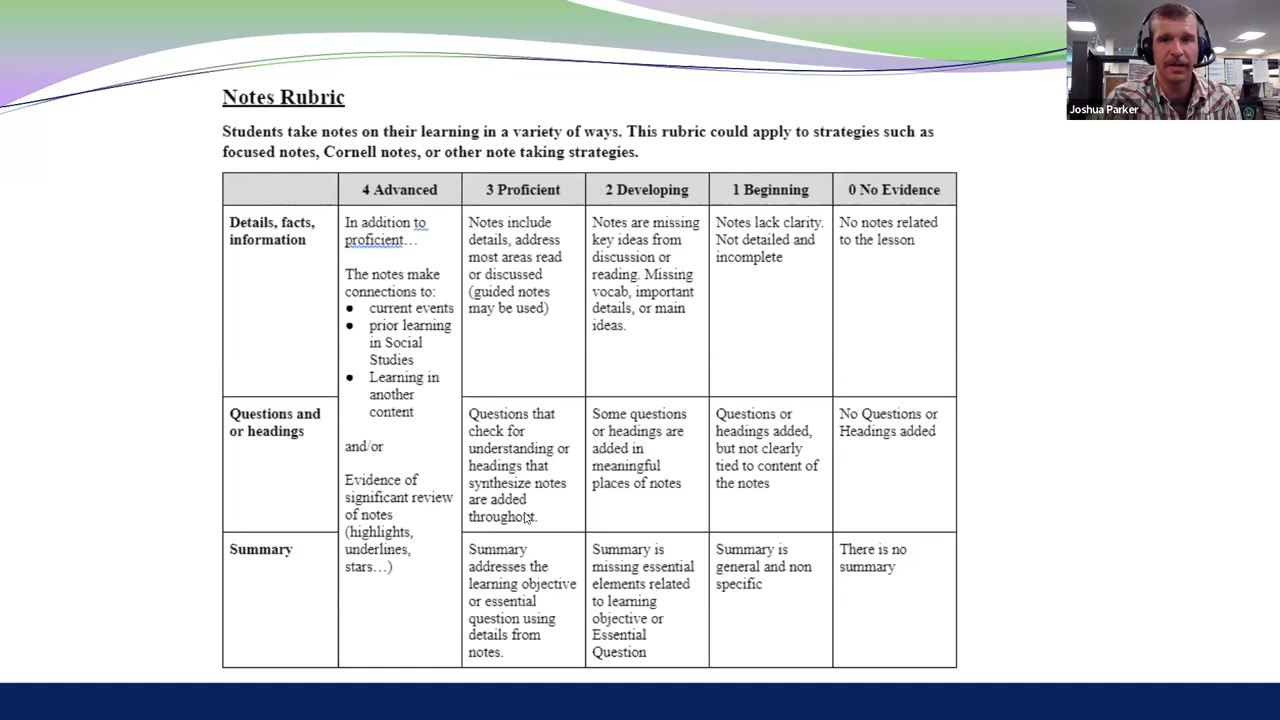 Joshua Parker
Notes Rubric
Students take notes on their learning in a variety of ways. This rubric could apply to strategies such as
focused notes, Cornell notes, or other note taking strategies.
4 Advanced
3 Proficient
2 Developing
1 Beginning
0 No Evidence
Details, facts,
information
In addition to
proficient…
The notes make
connections to:
● current events
● prior learning
in Social
Studies
● Learning in
another
content
and/or
Evidence of
significant review
of notes
(highlights,
underlines,
stars…)
Notes include
details, address
most areas read
or discussed
(guided notes
may be used)
Notes are missing
key ideas from
discussion or
reading. Missing
vocab, important
details, or main
ideas.
Notes lack clarity.
Not detailed and
incomplete
No notes related
to the lesson
Questions and
or headings
Questions that
check for
understanding or
headings that
synthesize notes
are added
throughout.
Some questions
or headings are
added in
meaningful
places of notes
Questions or
headings added,
but not clearly
tied to content of
the notes
No Questions or
Headings added
Summary
Summary
addresses the
learning objective
or essential
question using
details from
notes.
Summary is
missing essential
elements related
to learning
objective or
Essential
Question
Summary is
general and non
specific
There is no
summary